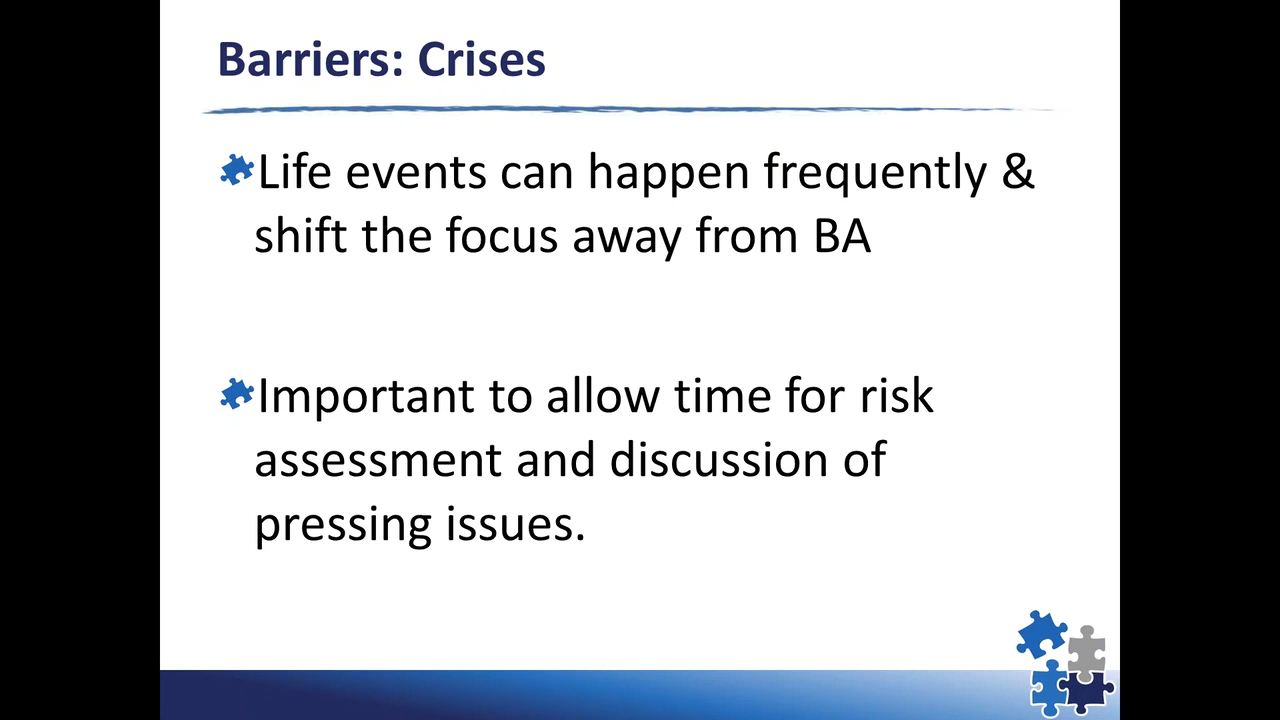 Barriers: Crises
Life events can happen frequently &
shift the focus away from BA
Important to allow time for risk
assessment and discussion of
pressing issues.